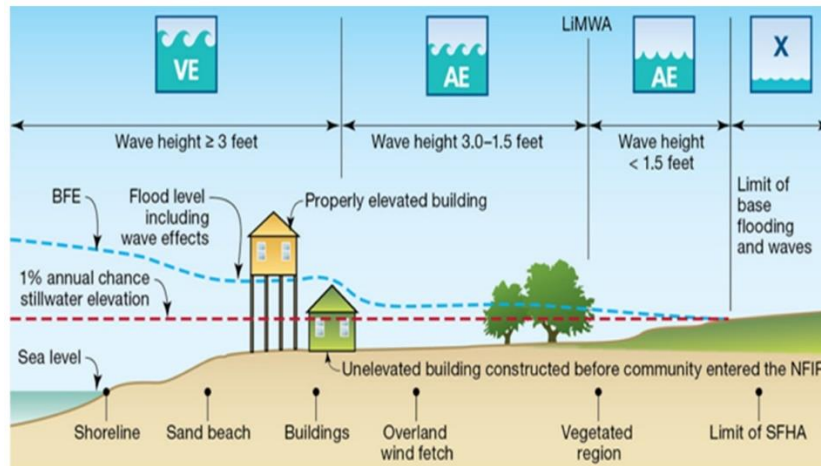 LiMWA
VE
AE
AE
X
Wave height ≥ 3 feet
Wave height 3.0–1.5 feet
Wave height
< 1.5 feet
BFE
Flood level
including
wave effects
Properly elevated building
Limit of
base
flooding
and waves
1% annual chance
stillwater elevation
Sea level
Unelevated building constructed before community entered the NFIP
Shoreline
Sand beach
Buildings
Overland
wind fetch
Vegetated
region
Limit of SFHA